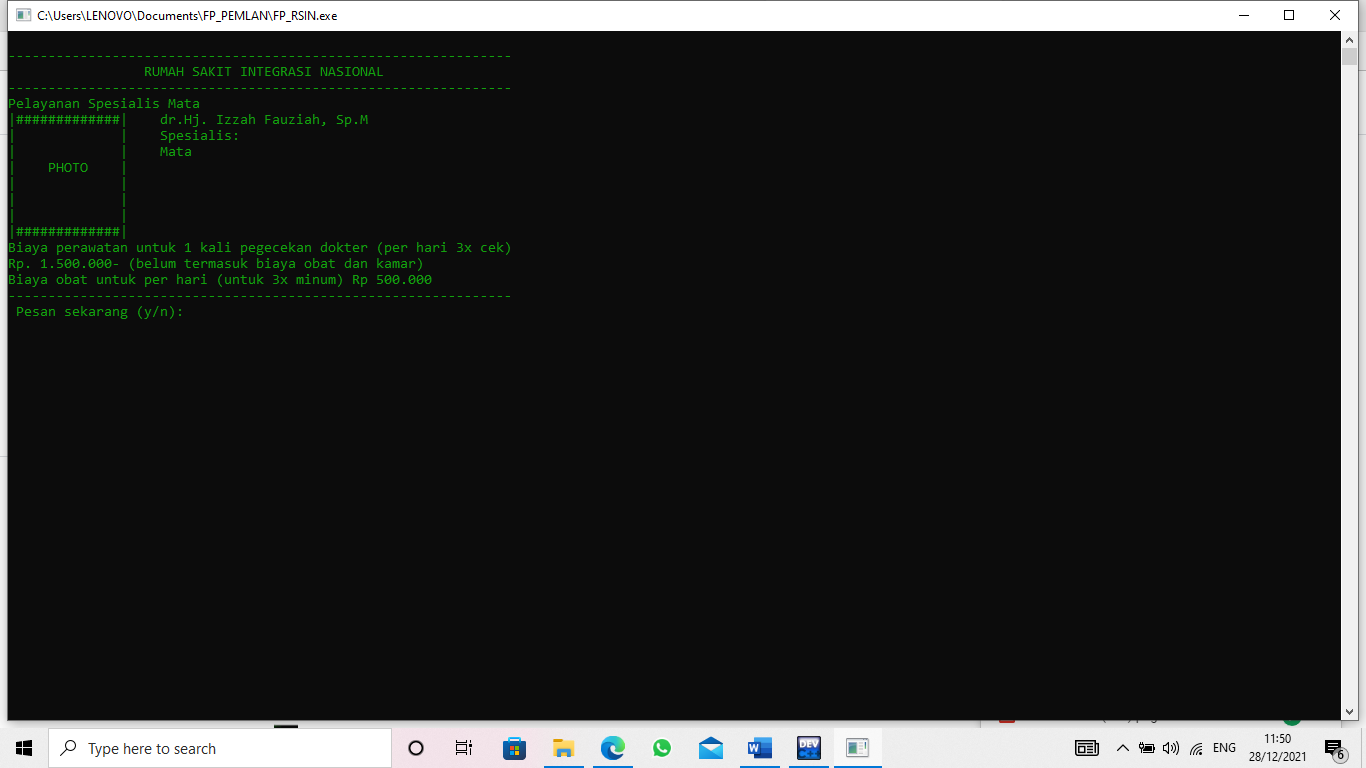 C:\Users\LENOVO\Documents\FP_PEMLAN\FP_RSIN.exe
---------------------------------------------------------------
RUMAH SAKIT INTEGRASI NASIONAL
---------------------------------------------------------------
Pelayanan Spesialis Mata
|#############|    dr.Hj. Izzah Fauziah, Sp.M
|             |    Spesialis:
|             |    Mata
|    PHOTO    |
|             |
|             |
|             |
|#############|
Biaya perawatan untuk 1 kali pegecekan dokter (per hari 3x cek)
Rp. 1.500.000- (belum termasuk biaya obat dan kamar)
Biaya obat untuk per hari (untuk 3x minum) Rp 500.000
---------------------------------------------------------------
Pesan sekarang (y/n):
Type here to search
W
DEV C++
ENG
11:50
28/12/2021
6